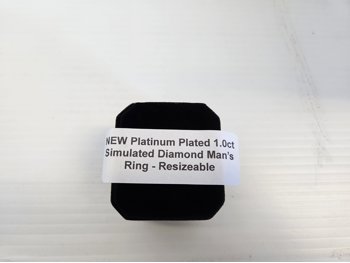 NEW Platinum Plated 1.0ct
Simulated Diamond Man's
Ring - Resizeable